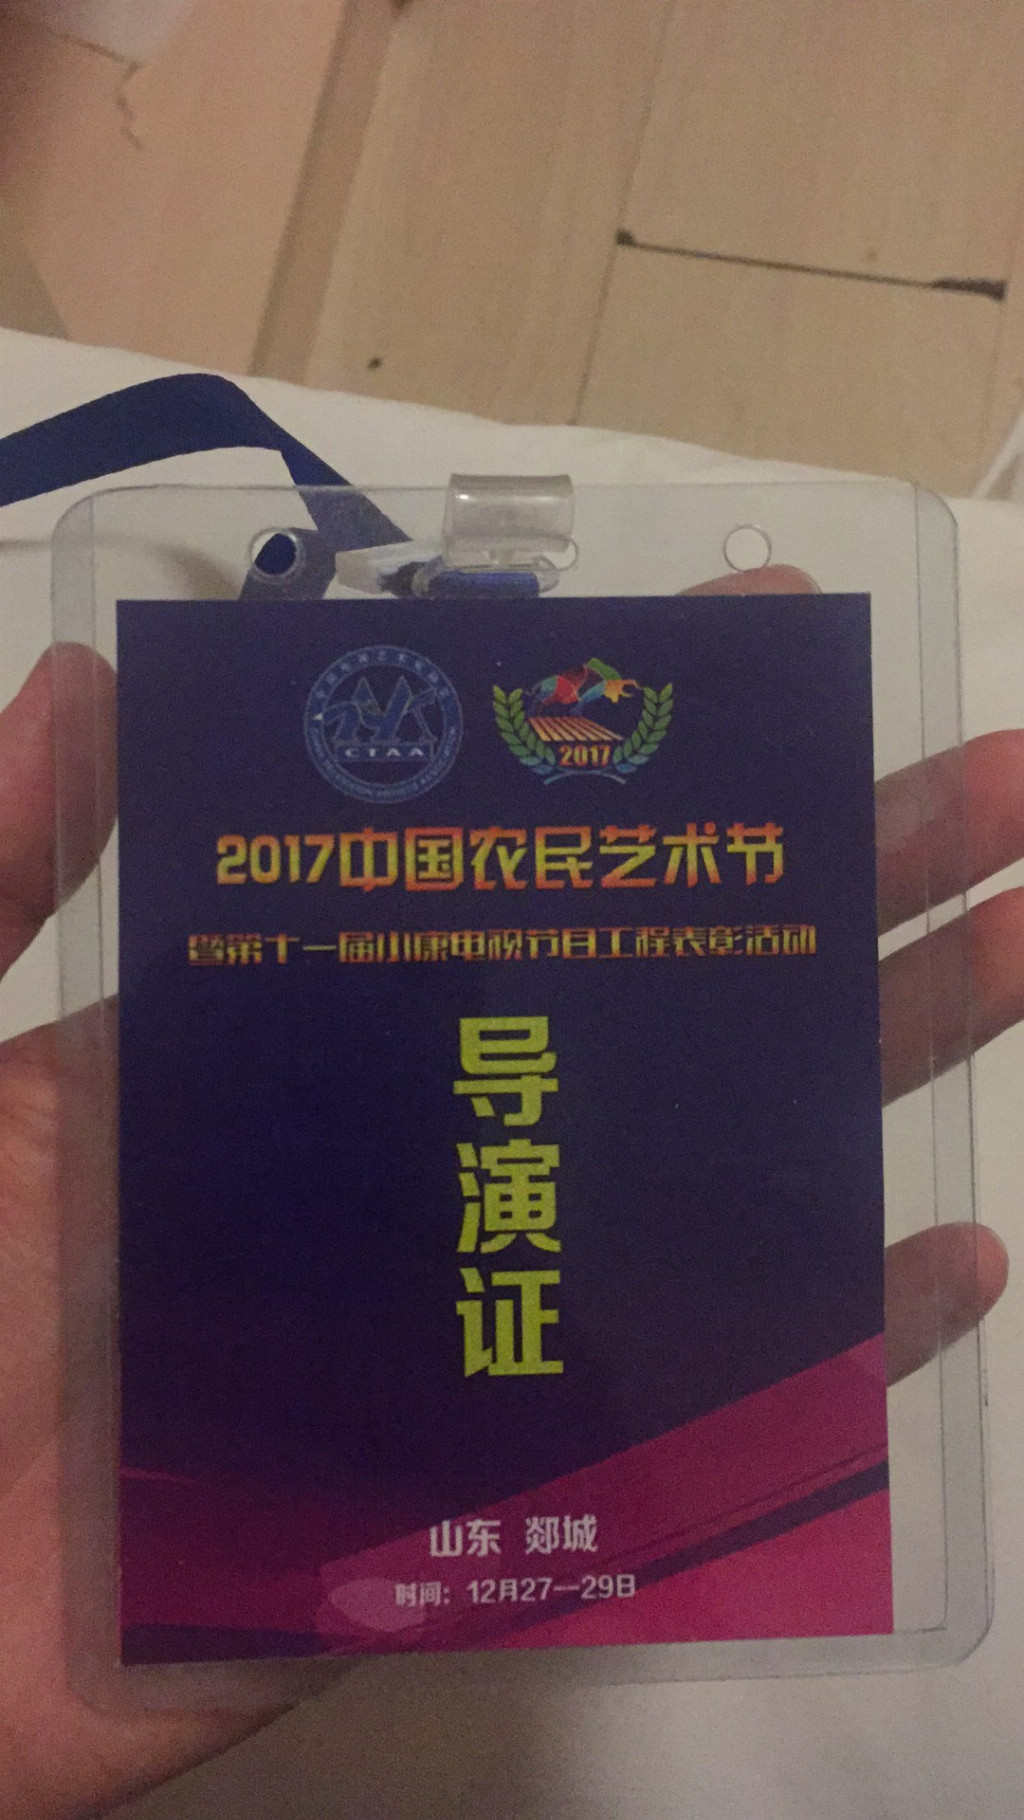 CTAA
2017
2017中国农民艺术节
暨第十一届小康电视节目工程表彰活动
导
演
证
山东 郯城
时间：12月27--29日